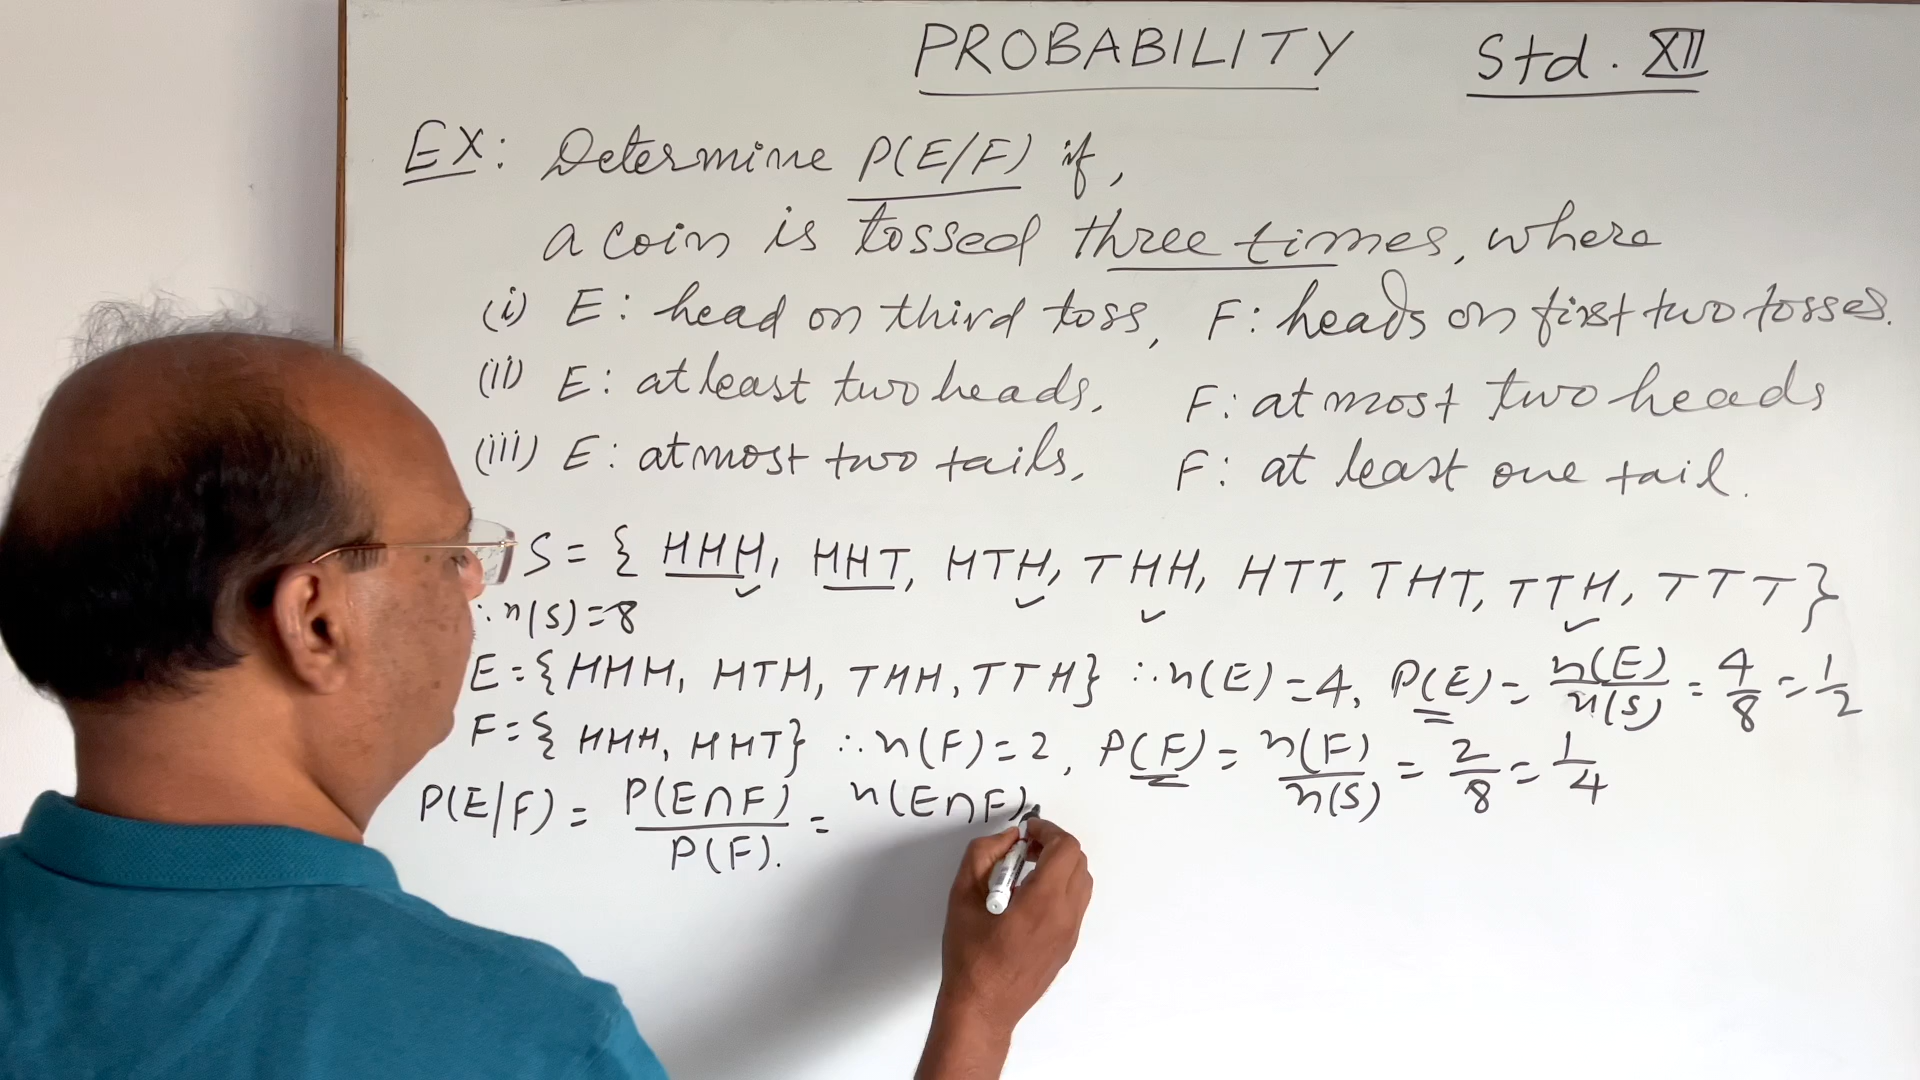 PROBABILITY Std. XII
EX: Determine P(E/F) if,
a coin is tossed three times, where
(i) E: head on third toss, F: heads on first two tosses.
(ii) E: at least two heads, F: at most two heads
(iii) E: at most two tails, F: at least one tail.
S = { HHH, HHT, HTH, THH, HTT, THT, TTH, TTT }
∴ n(S) = 8
E = {HHH, HTH, THH, TTH} ∴ n(E) = 4, P(E) = n(E)/n(S) = 4/8 = 1/2
F = { HHH, HHT} ∴ n(F) = 2, P(F) = n(F)/n(S) = 2/8 = 1/4
P(E/F) = P(E∩F)/P(F). = n(E∩F)